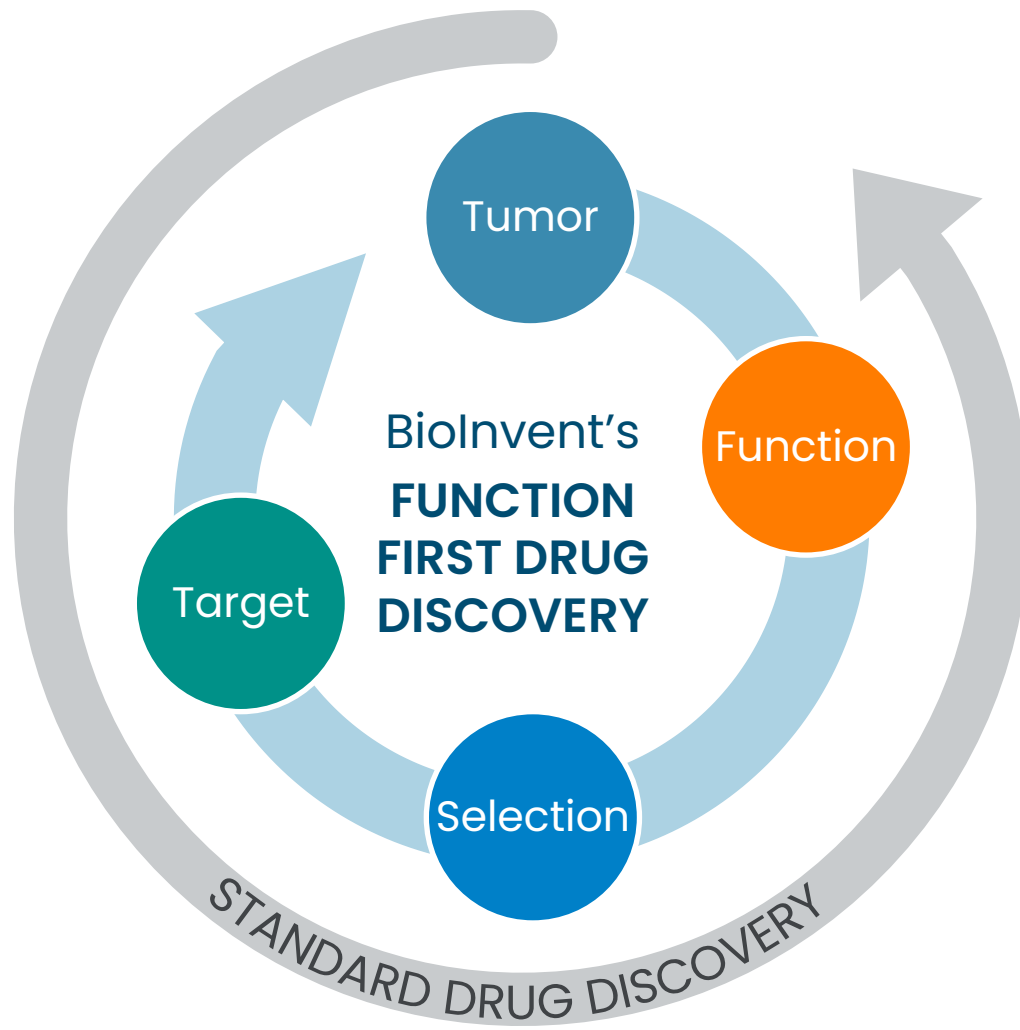 Tumor
Function
BioInvent’s
FUNCTION
FIRST DRUG
DISCOVERY
Target
Selection
STANDARD DRUG DISCOVERY